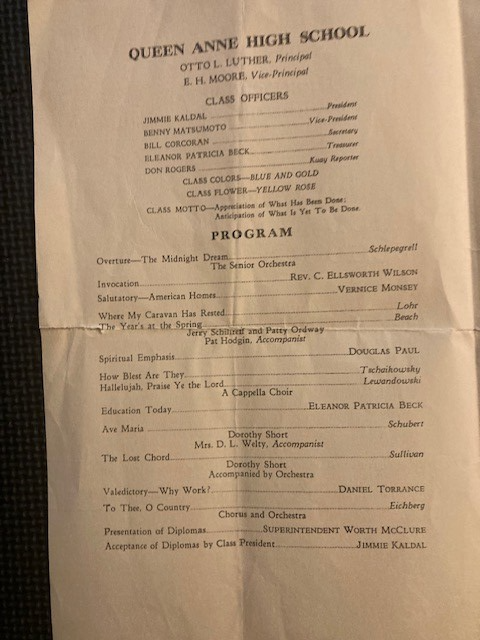 QUEEN ANNE HIGH SCHOOL
OTTO L. LUTHER, Principal
E. H. MOORE, Vice-Principal
CLASS OFFICERS
JIMMIE KALDAL President
BENNY MATSUMOTO Vice-President
BILL CORCORAN Secretary
ELEANOR PATRICIA BECK Treasurer
DON ROGERS Kuay Reporter
CLASS COLORS—BLUE AND GOLD
CLASS FLOWER—YELLOW ROSE
CLASS MOTTO—Appreciation of What Has Been Done;
Anticipation of What Is Yet To Be Done.
PROGRAM
Overture—The Midnight Dream Schlepegrell
The Senior Orchestra
Invocation REV. C. ELLSWORTH WILSON
Salutatory—American Homes VERNICE MONSEY
Where My Caravan Has Rested Lohr
The Year's at the Spring Beach
Jerry and Patty Ordway
Pat Hodgin, Accompanist
Spiritual Emphasis DOUGLAS PAUL
How Blest Are They Tschaikowsky
Hallelujah, Praise Ye the Lord Lewandowski
A Cappella Choir
Education Today ELEANOR PATRICIA BECK
Ave Maria Schubert
Dorothy Short
Mrs. D. L. Welty, Accompanist
The Lost Chord Sullivan
Dorothy Short
Accompanied by Orchestra
Valedictory—Why Work? DANIEL TORRANCE
To Thee, O Country Eichberg
Chorus and Orchestra
Presentation of Diplomas SUPERINTENDENT WORTH MCCLURE
Acceptance of Diplomas by Class President JIMMIE KALDAL